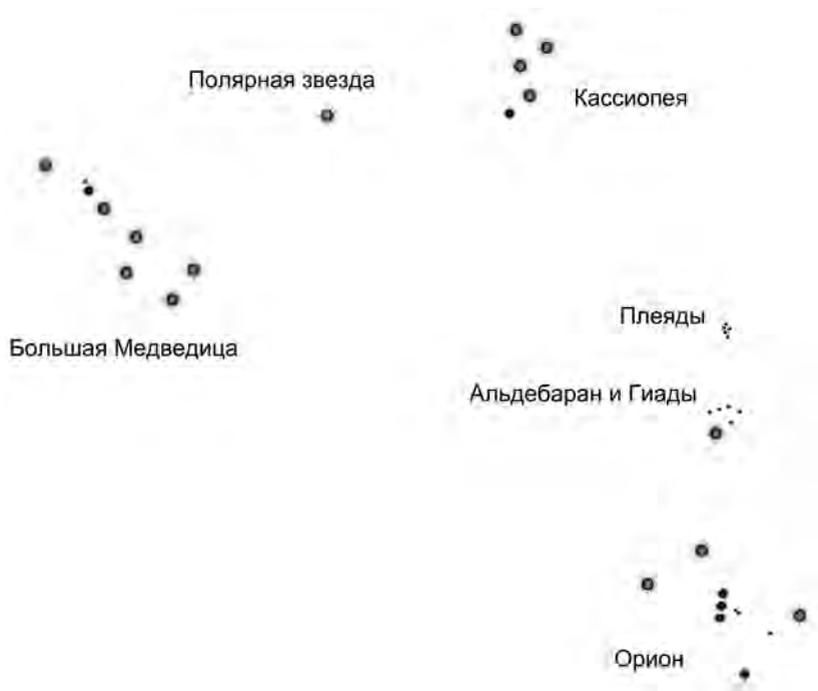 Полярная звезда
Кассиопея
Большая Медведица
Плеяды
Альдебаран и Гиады
Орион